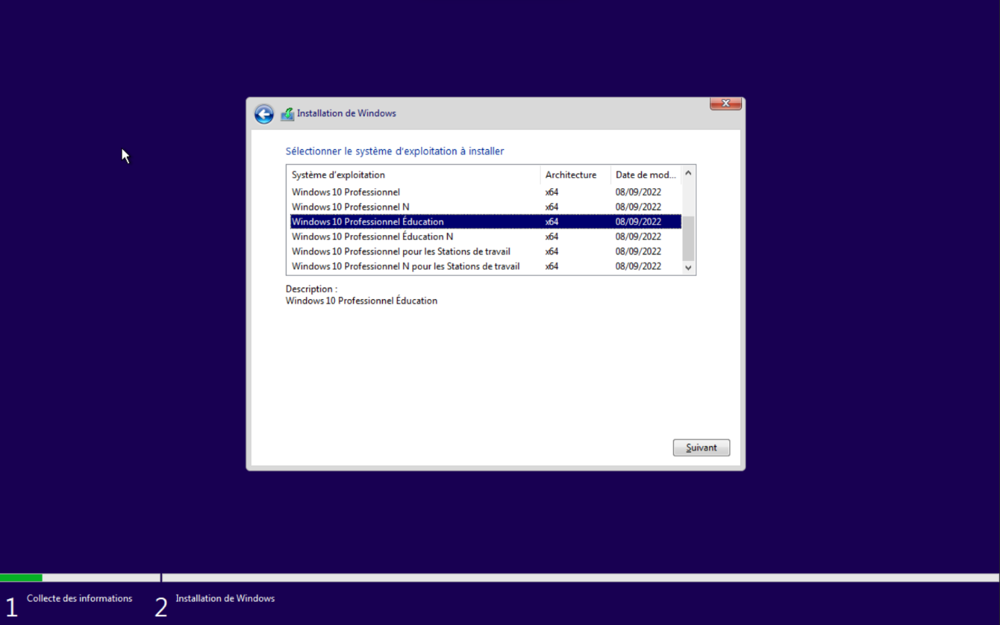 Installation de Windows
Sélectionner le système d'exploitation à installer
Système d'exploitation Architecture Date de mod...
Windows 10 Professionnel x64 08/09/2022
Windows 10 Professionnel N x64 08/09/2022
Windows 10 Professionnel Éducation x64 08/09/2022
Windows 10 Professionnel Éducation N x64 08/09/2022
Windows 10 Professionnel pour les Stations de travail x64 08/09/2022
Windows 10 Professionnel N pour les Stations de travail x64 08/09/2022
Description :
Windows 10 Professionnel Éducation
Suivant
1 Collecte des informations 2 Installation de Windows